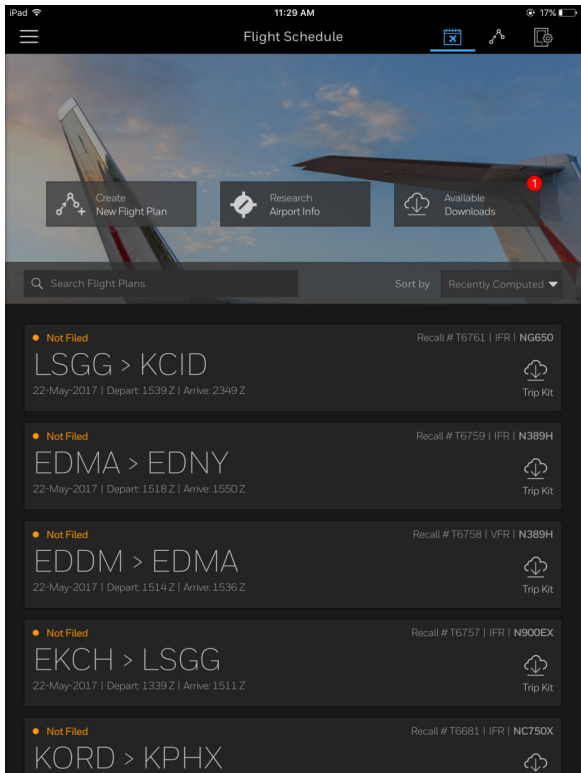 iPad 11:29 AM 17%
Flight Schedule
Create
New Flight Plan
Research
Airport Info
Available
Downloads
1
Search Flight Plans
Sort by Recently Computed
Not Filed
Recall # T6761 | IFR | NG650
LSGG > KCID
22-May-2017 | Depart: 1539 Z | Arrive: 2349 Z
Trip Kit
Not Filed
Recall # T6759 | IFR | N389H
EDMA > EDNY
22-May-2017 | Depart: 1518 Z | Arrive: 1550 Z
Trip Kit
Not Filed
Recall # T6758 | VFR | N389H
EDDM > EDMA
22-May-2017 | Depart: 1514 Z | Arrive: 1536 Z
Trip Kit
Not Filed
Recall # T6757 | IFR | N900EX
EKCH > LSGG
22-May-2017 | Depart: 1339 Z | Arrive: 1511 Z
Trip Kit
Not Filed
Recall # T6681 | IFR | NC750X
KORD > KPHX